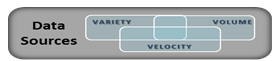 Data
Sources
VARIETY
VOLUME
VELOCITY